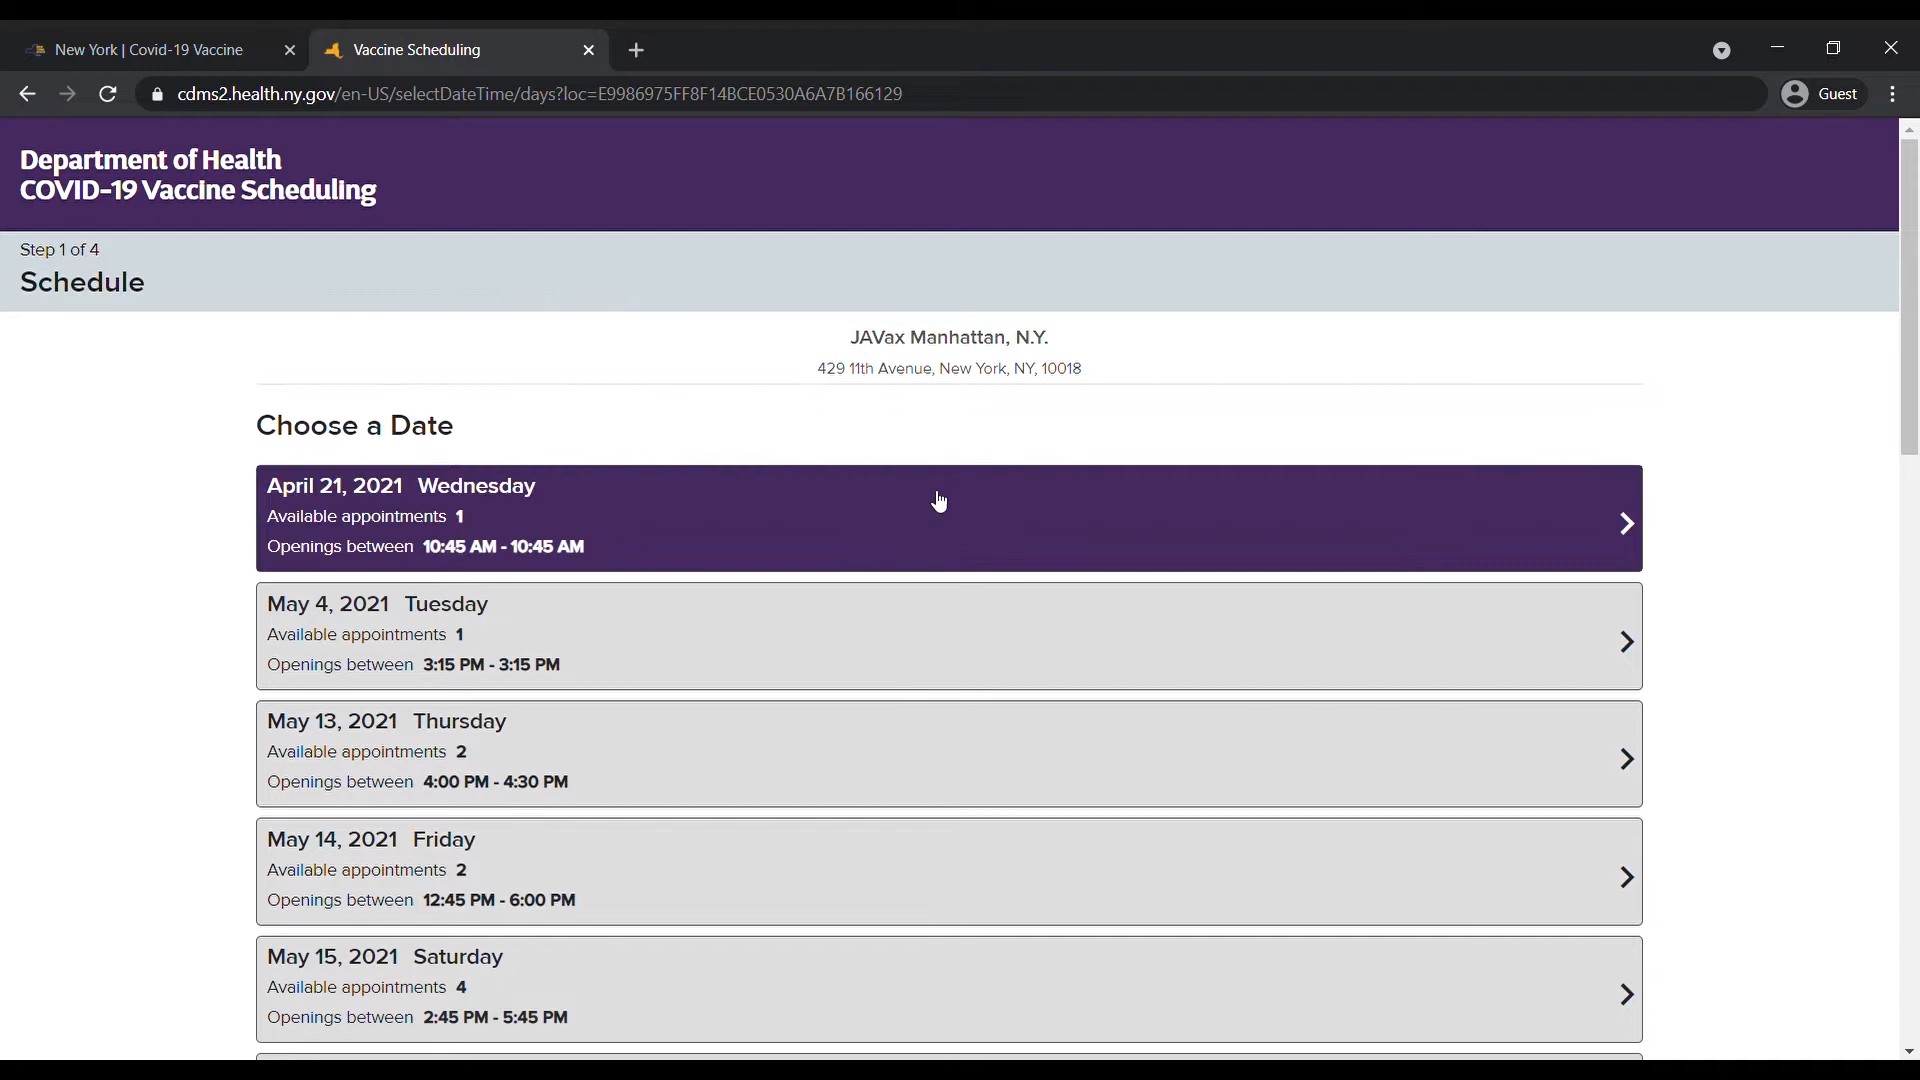 New York | Covid-19 Vaccine
Vaccine Scheduling
cdms2.health.ny.gov/en-US/selectDateTime/days?loc=E9986975FF8F14BCE0530A6A7B166129
Guest
Department of Health
COVID-19 Vaccine Scheduling
Step 1 of 4
Schedule
JAVax Manhattan, N.Y.
429 11th Avenue, New York, NY, 10018
Choose a Date
April 21, 2021 Wednesday
Available appointments 1
Openings between 10:45 AM - 10:45 AM
May 4, 2021 Tuesday
Available appointments 1
Openings between 3:15 PM - 3:15 PM
May 13, 2021 Thursday
Available appointments 2
Openings between 4:00 PM - 4:30 PM
May 14, 2021 Friday
Available appointments 2
Openings between 12:45 PM - 6:00 PM
May 15, 2021 Saturday
Available appointments 4
Openings between 2:45 PM - 5:45 PM